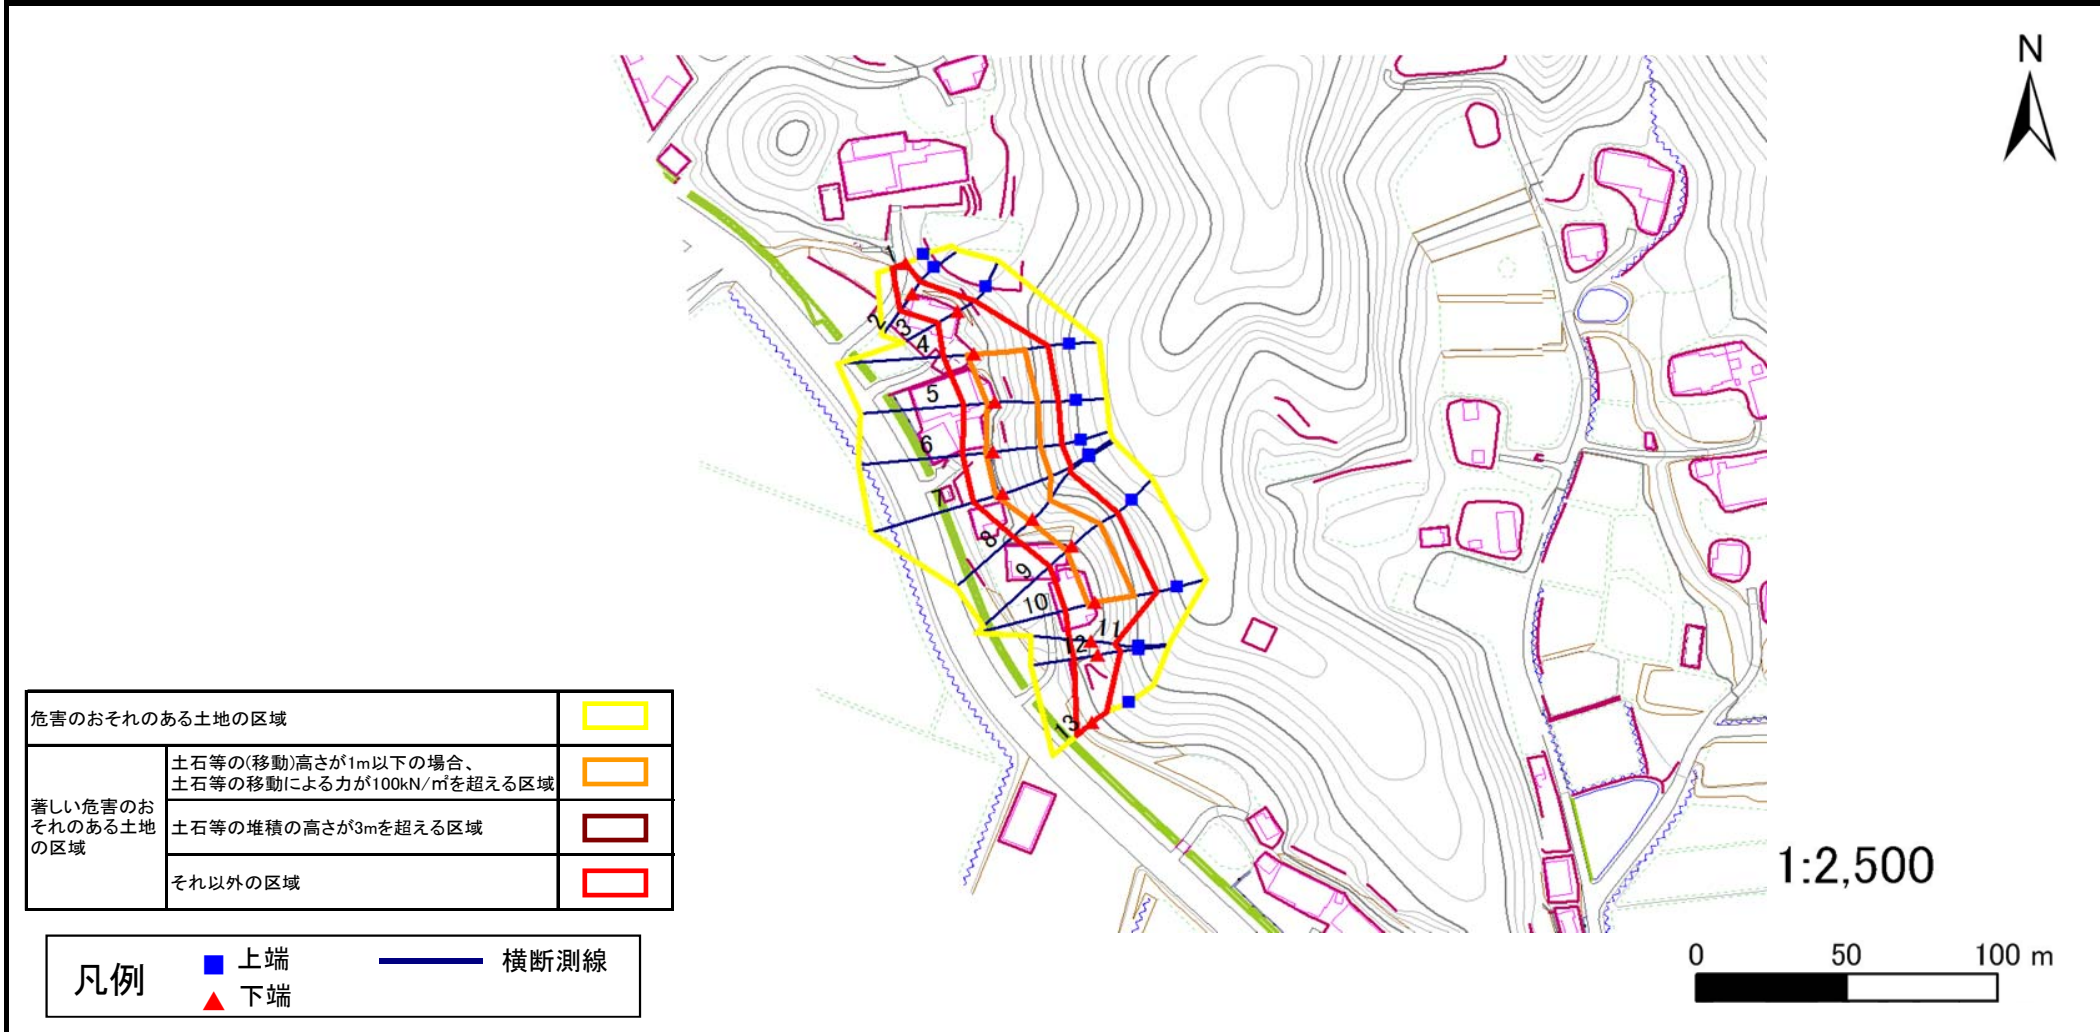 N
1
2
3
4
5
6
7
8
9
10
11
12
13
危害のおそれのある土地の区域
著しい危害のお
それのある土地
の区域
土石等の(移動)高さが1m以下の場合、
土石等の移動による力が100kN/㎡を超える区域
土石等の堆積の高さが3mを超える区域
それ以外の区域
凡例
上端
下端
横断測線
1:2,500
0 50 100 m